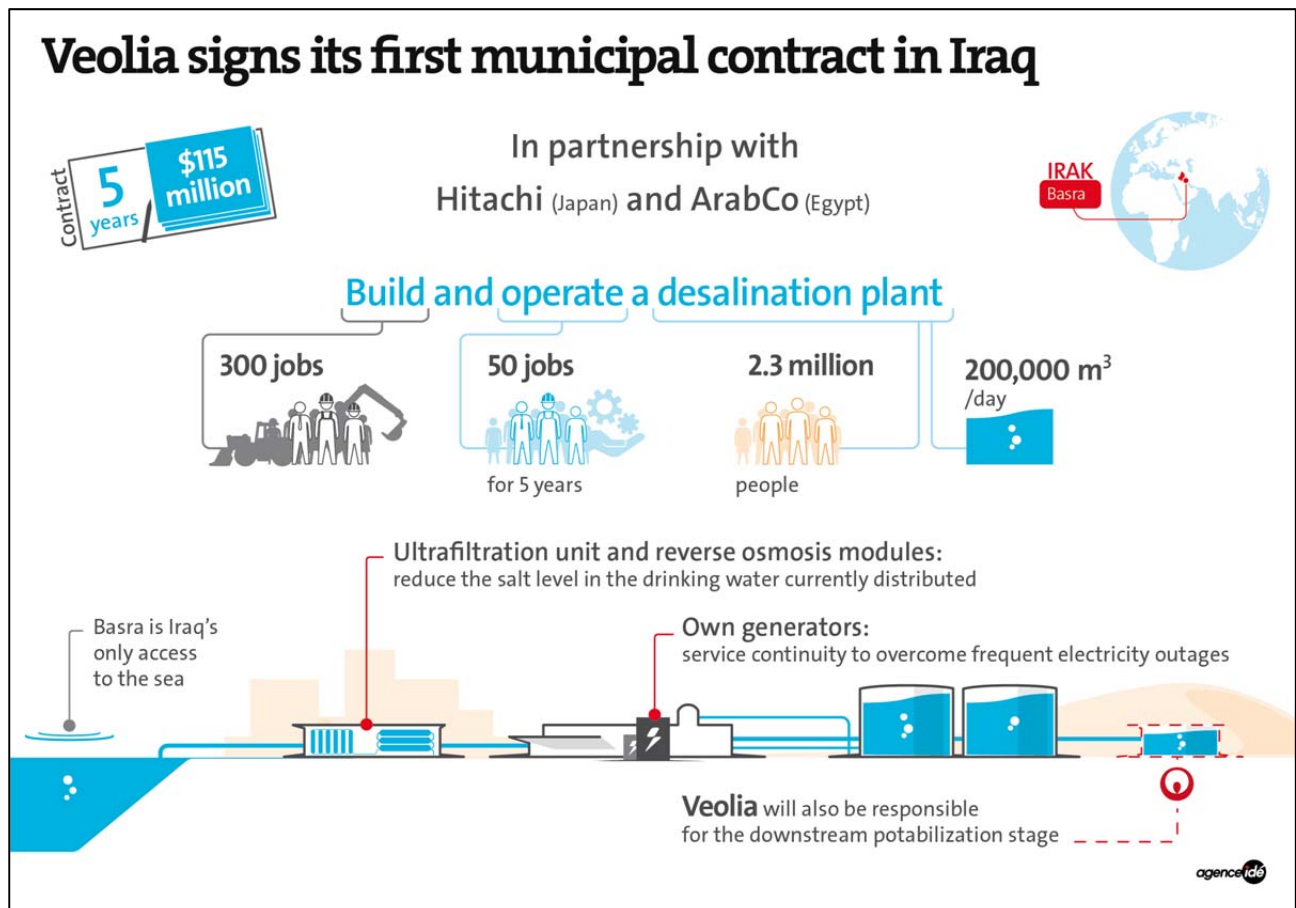 Veolia signs its first municipal contract in Iraq
Contract
5
years
$115
million
In partnership with
Hitachi (Japan) and ArabCo (Egypt)
IRAK
Basra
Build and operate a desalination plant
300 jobs
50 jobs
for 5 years
2.3 million
people
200,000 m³
/day
Ultrafiltration unit and reverse osmosis modules:
reduce the salt level in the drinking water currently distributed
Basra is Iraq's
only access
to the sea
Own generators:
service continuity to overcome frequent electricity outages
Veolia will also be responsible
for the downstream potabilization stage
agence idé